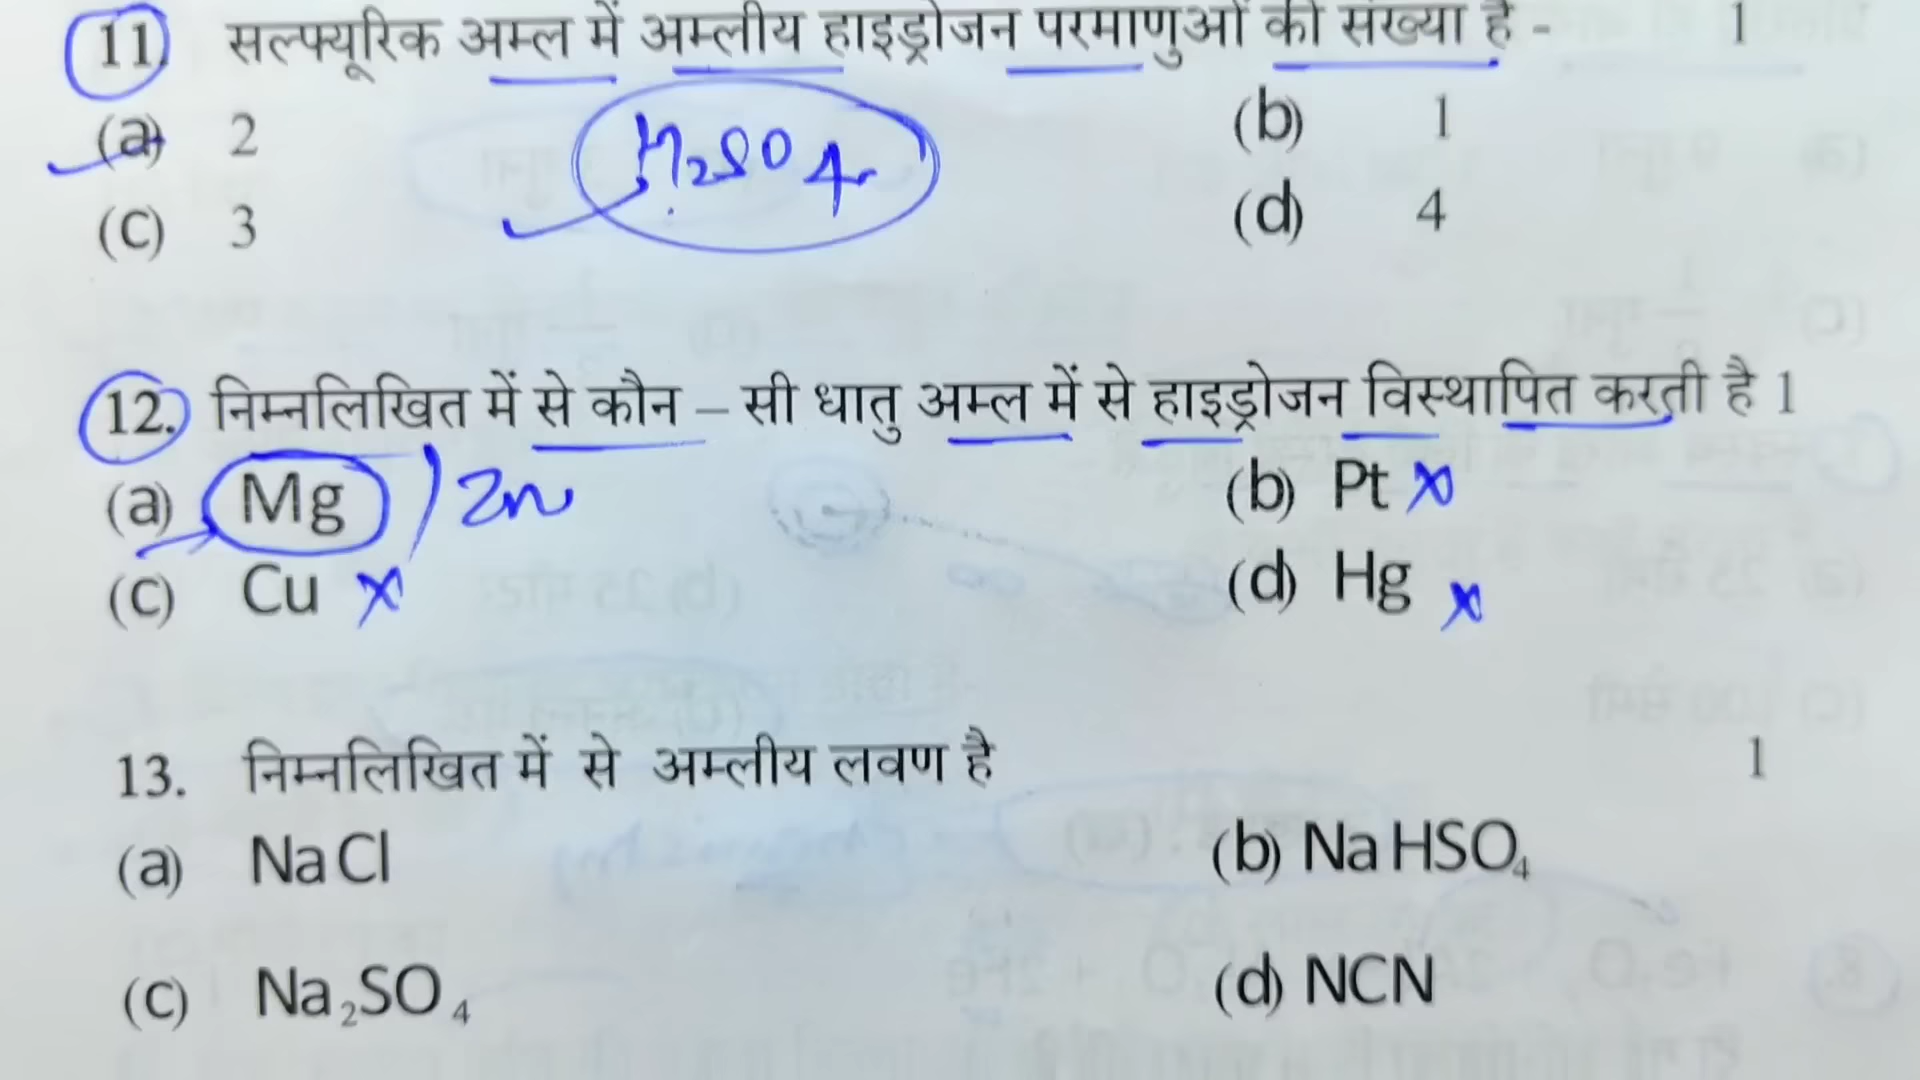 11. सल्फ्यूरिक अम्ल में अम्लीय हाइड्रोजन परमाणुओं की संख्या है - 1
(a) 2 H₂SO₄ (b) 1
(c) 3 (d) 4
12. निम्नलिखित में से कौन – सी धातु अम्ल में से हाइड्रोजन विस्थापित करती है 1
(a) Mg / Zn (b) Pt ×
(c) Cu × (d) Hg ×
13. निम्नलिखित में से अम्लीय लवण है 1
(a) NaCl (b) NaHSO₄
(c) Na₂SO₄ (d) NCN